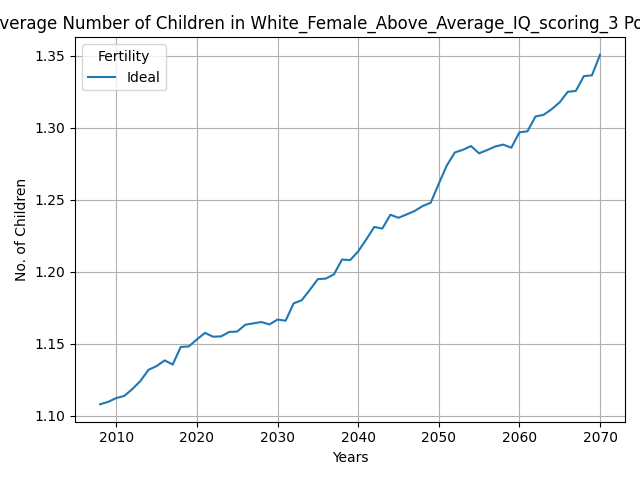 verage Number of Children in White_Female_Above_Average_IQ_scoring_3 Po
Fertility
Ideal
1.35
1.30
1.25
1.20
1.15
1.10
No. of Children
2010 2020 2030 2040 2050 2060 2070
Years